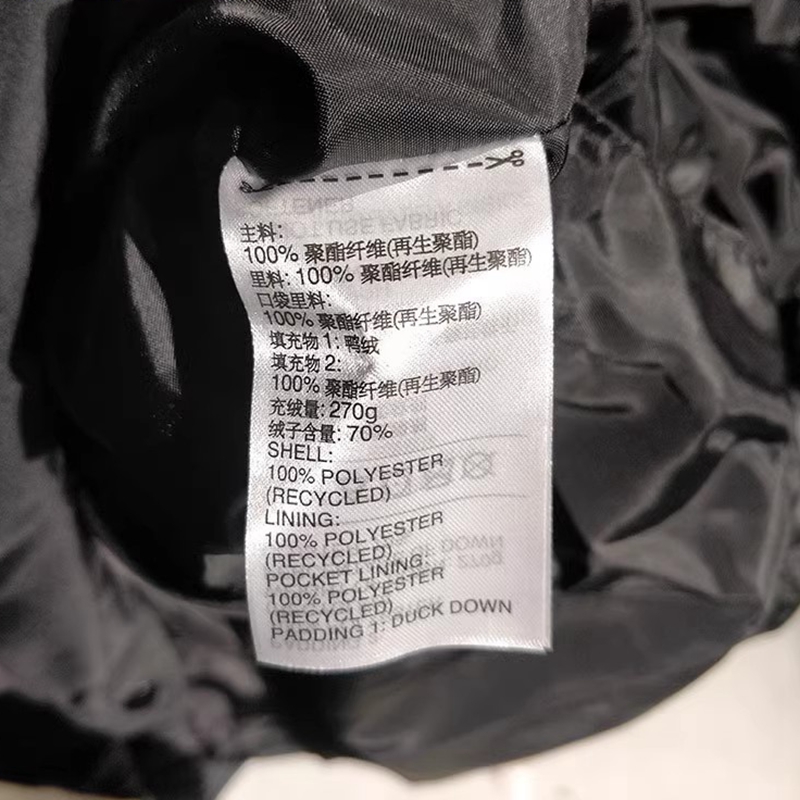 主料:
100% 聚酯纤维(再生聚酯)
里料: 100% 聚酯纤维(再生聚酯)
口袋里料:
100% 聚酯纤维(再生聚酯)
填充物 1: 鸭绒
填充物 2:
100% 聚酯纤维(再生聚酯)
充绒量: 270g
绒子含量: 70%
SHELL:
100% POLYESTER
(RECYCLED)
LINING:
100% POLYESTER
(RECYCLED)
POCKET LINING:
100% POLYESTER
(RECYCLED)
PADDING 1: DUCK DOWN